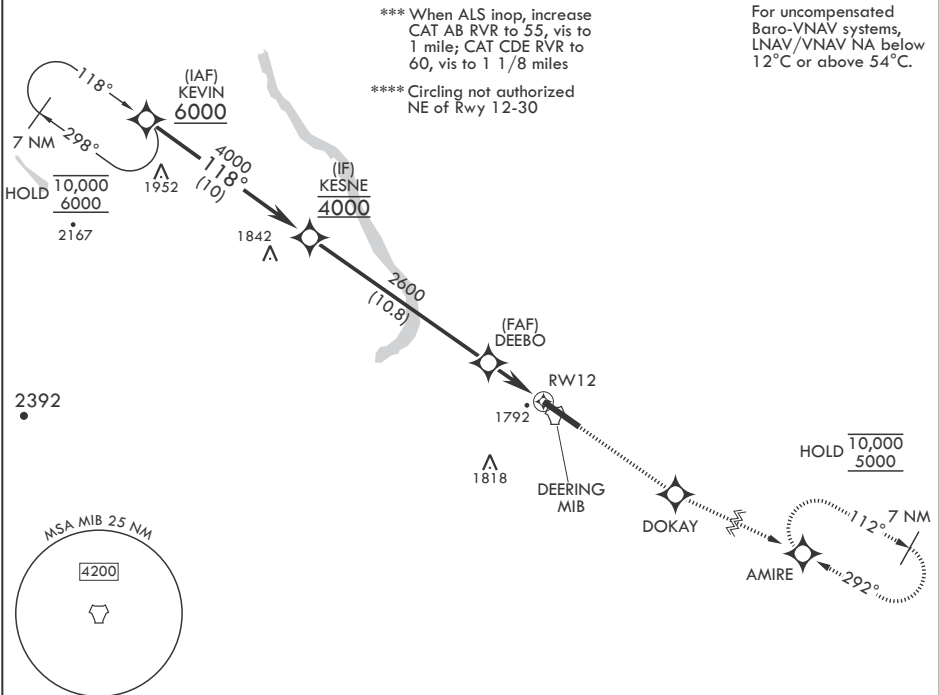 *** When ALS inop, increase
CAT AB RVR to 55, vis to
1 mile; CAT CDE RVR to
60, vis to 1 1/8 miles
**** Circling not authorized
NE of Rwy 12-30
For uncompensated
Baro-VNAV systems,
LNAV/VNAV NA below
12°C or above 54°C.
118°
(IAF)
KEVIN
6000
7 NM
298°
HOLD 10,000
6000
1952
2167
4000
118°
(10)
(IF)
KESNE
4000
1842
2600
(10.8)
(FAF)
DEEBO
RW12
1792
2392
1818
DEERING
MIB
HOLD 10,000
5000
DOKAY
112°
7 NM
AMIRE
292°
MSA MIB 25 NM
4200